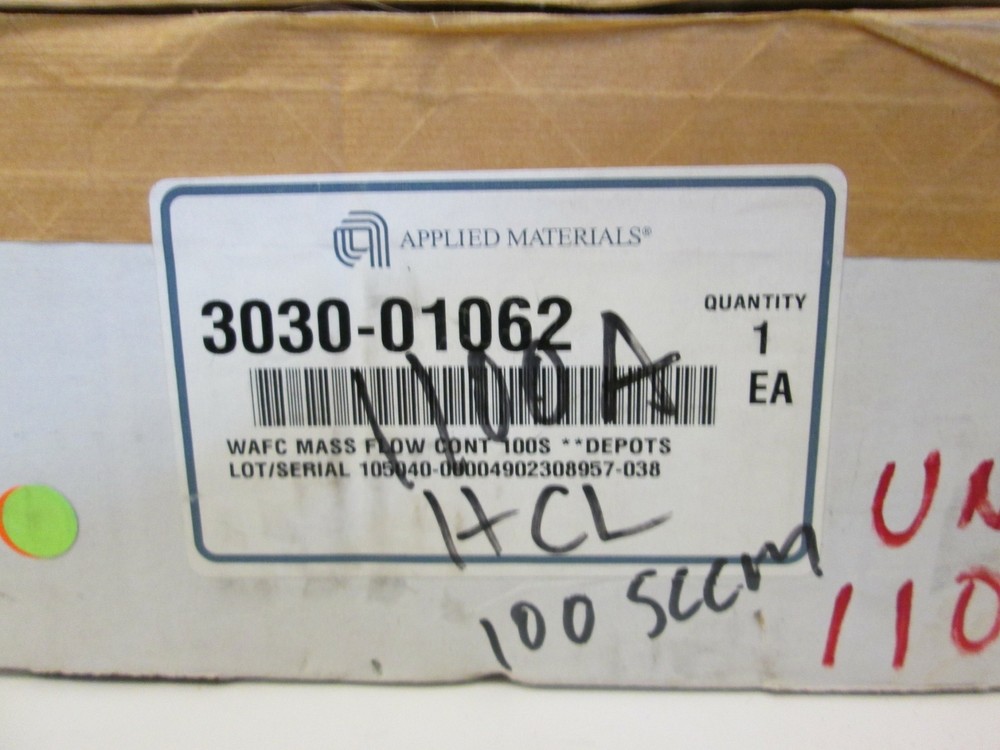 APPLIED MATERIALS®
3030-01062
QUANTITY
1
EA
1100A
WAFC MASS FLOW CONT 100S **DEPOTS
LOT/SERIAL 105040-00004902308957-038
HCL
100 SCCM
UN
110